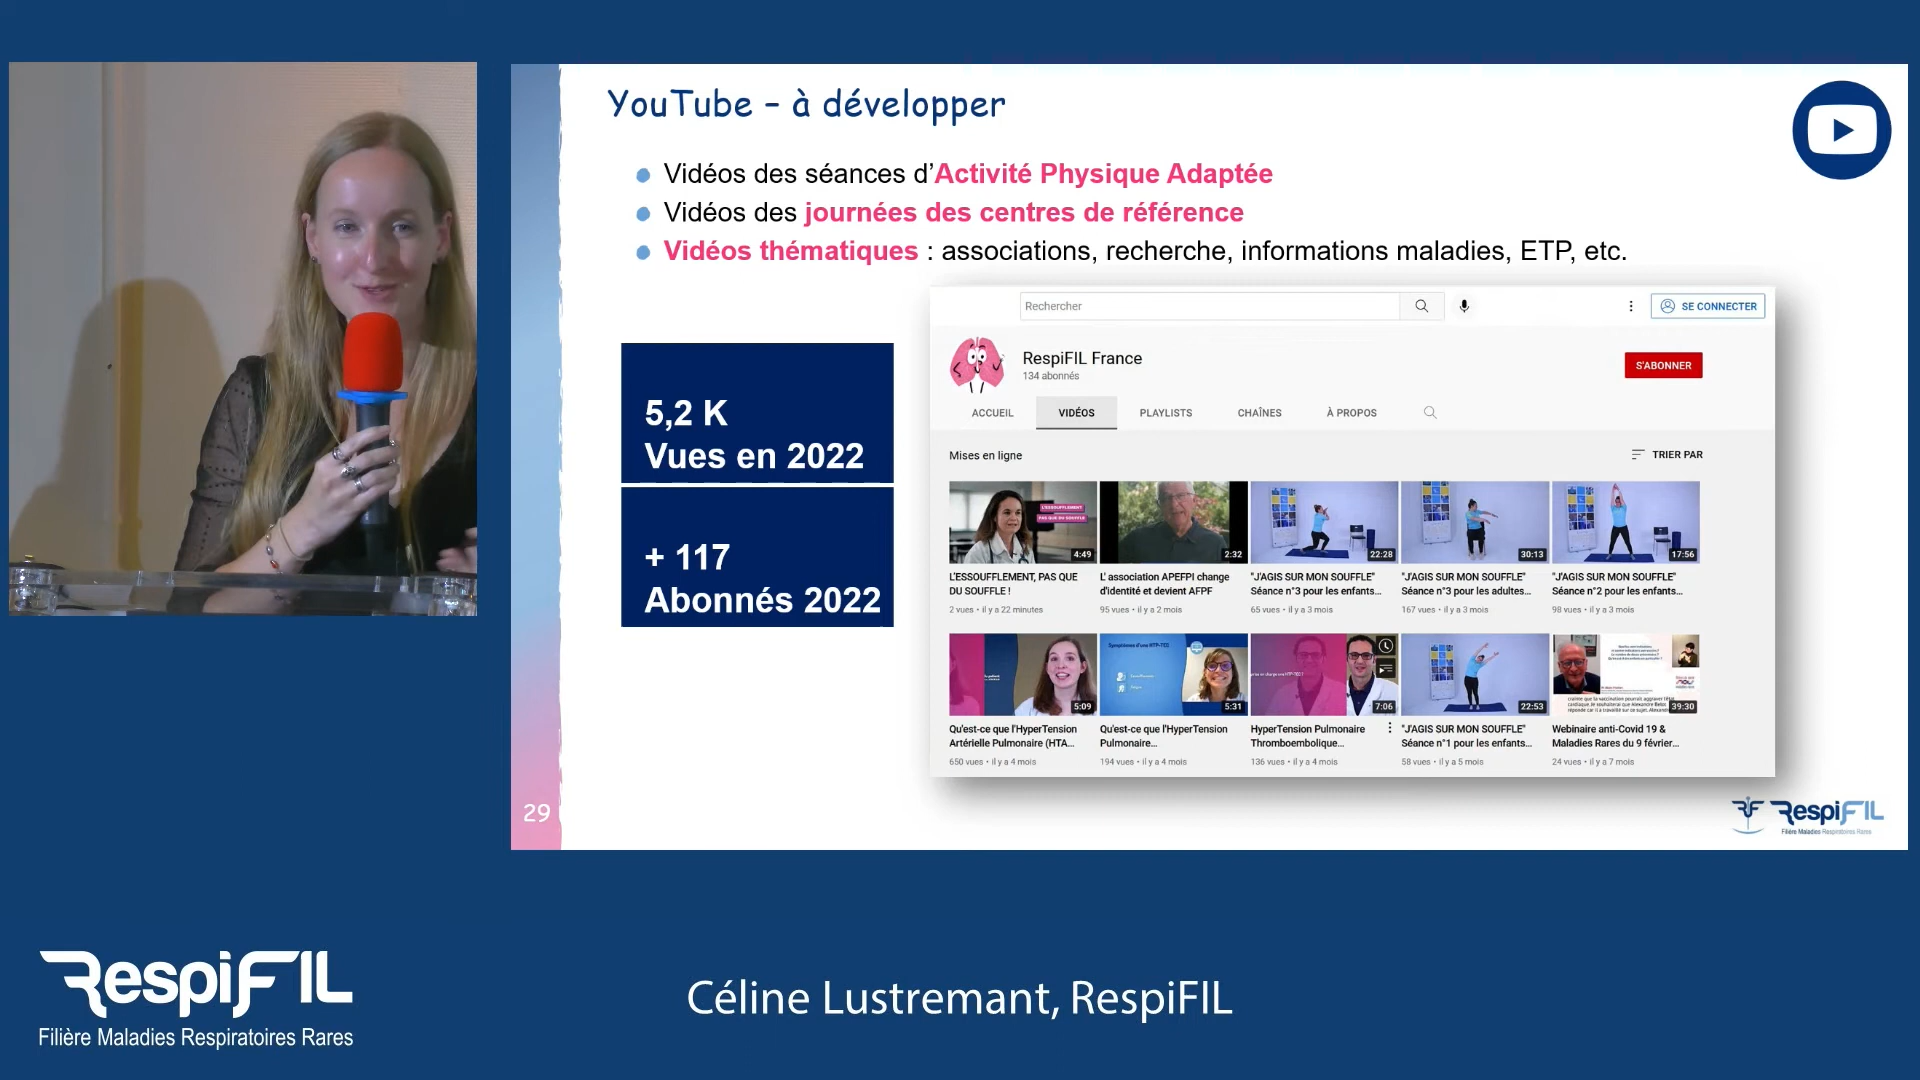 YouTube – à développer
Vidéos des séances d'Activité Physique Adaptée
Vidéos des journées des centres de référence
Vidéos thématiques : associations, recherche, informations maladies, ETP, etc.
5,2 K
Vues en 2022
+ 117
Abonnés 2022
Rechercher
SE CONNECTER
RespiFIL France
134 abonnés
S'ABONNER
ACCUEIL VIDÉOS PLAYLISTS CHAÎNES À PROPOS
Mises en ligne
TRIER PAR
L'ESSOUFFLEMENT
PAS QUE DU SOUFFLE
4:49
2:32
22:28
30:13
17:56
L'ESSOUFFLEMENT, PAS QUE
DU SOUFFLE !
2 vues • il y a 22 minutes
L' association APEFPI change
d'identité et devient AFPF
95 vues • il y a 2 mois
"J'AGIS SUR MON SOUFFLE"
Séance n°3 pour les enfants...
65 vues • il y a 3 mois
"J'AGIS SUR MON SOUFFLE"
Séance n°3 pour les adultes...
167 vues • il y a 3 mois
"J'AGIS SUR MON SOUFFLE"
Séance n°2 pour les enfants...
98 vues • il y a 3 mois
5:09
5:31
7:06
22:53
39:30
Qu'est-ce que l'HyperTension
Artérielle Pulmonaire (HTA...
650 vues • il y a 4 mois
Qu'est-ce que l'HyperTension
Pulmonaire...
194 vues • il y a 4 mois
HyperTension Pulmonaire
Thromboembolique...
136 vues • il y a 4 mois
"J'AGIS SUR MON SOUFFLE"
Séance n°1 pour les enfants...
58 vues • il y a 5 mois
Webinaire anti-Covid 19 &
Maladies Rares du 9 février...
24 vues • il y a 7 mois
29
RespiFIL
Filière Maladies Respiratoires Rares
RespiFIL
Filière Maladies Respiratoires Rares
Céline Lustremant, RespiFIL